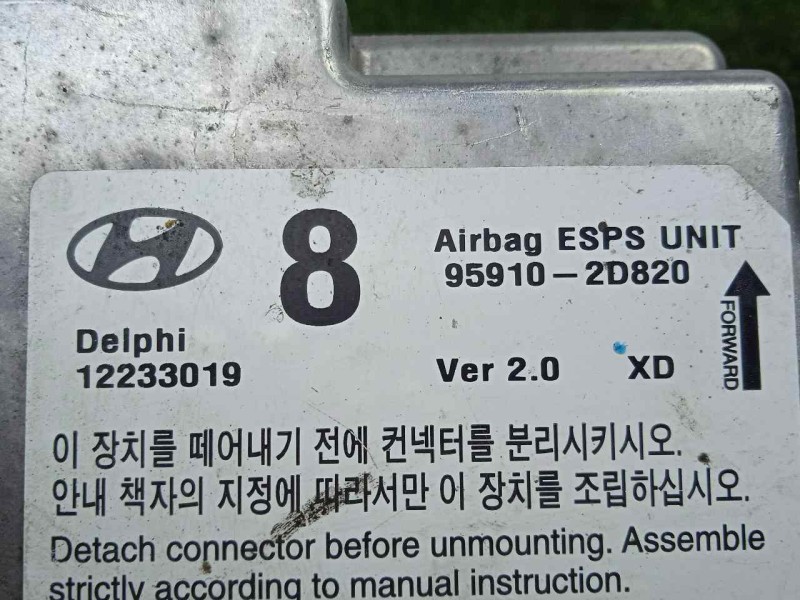 8
Airbag ESPS UNIT
95910-2D820
FORWARD
Delphi
12233019
Ver 2.0 XD
이 장치를 떼어내기 전에 컨넥터를 분리시키시오.
안내 책자의 지정에 따라서만 이 장치를 조립하십시오.
Detach connector before unmounting. Assemble
strictly according to manual instruction.